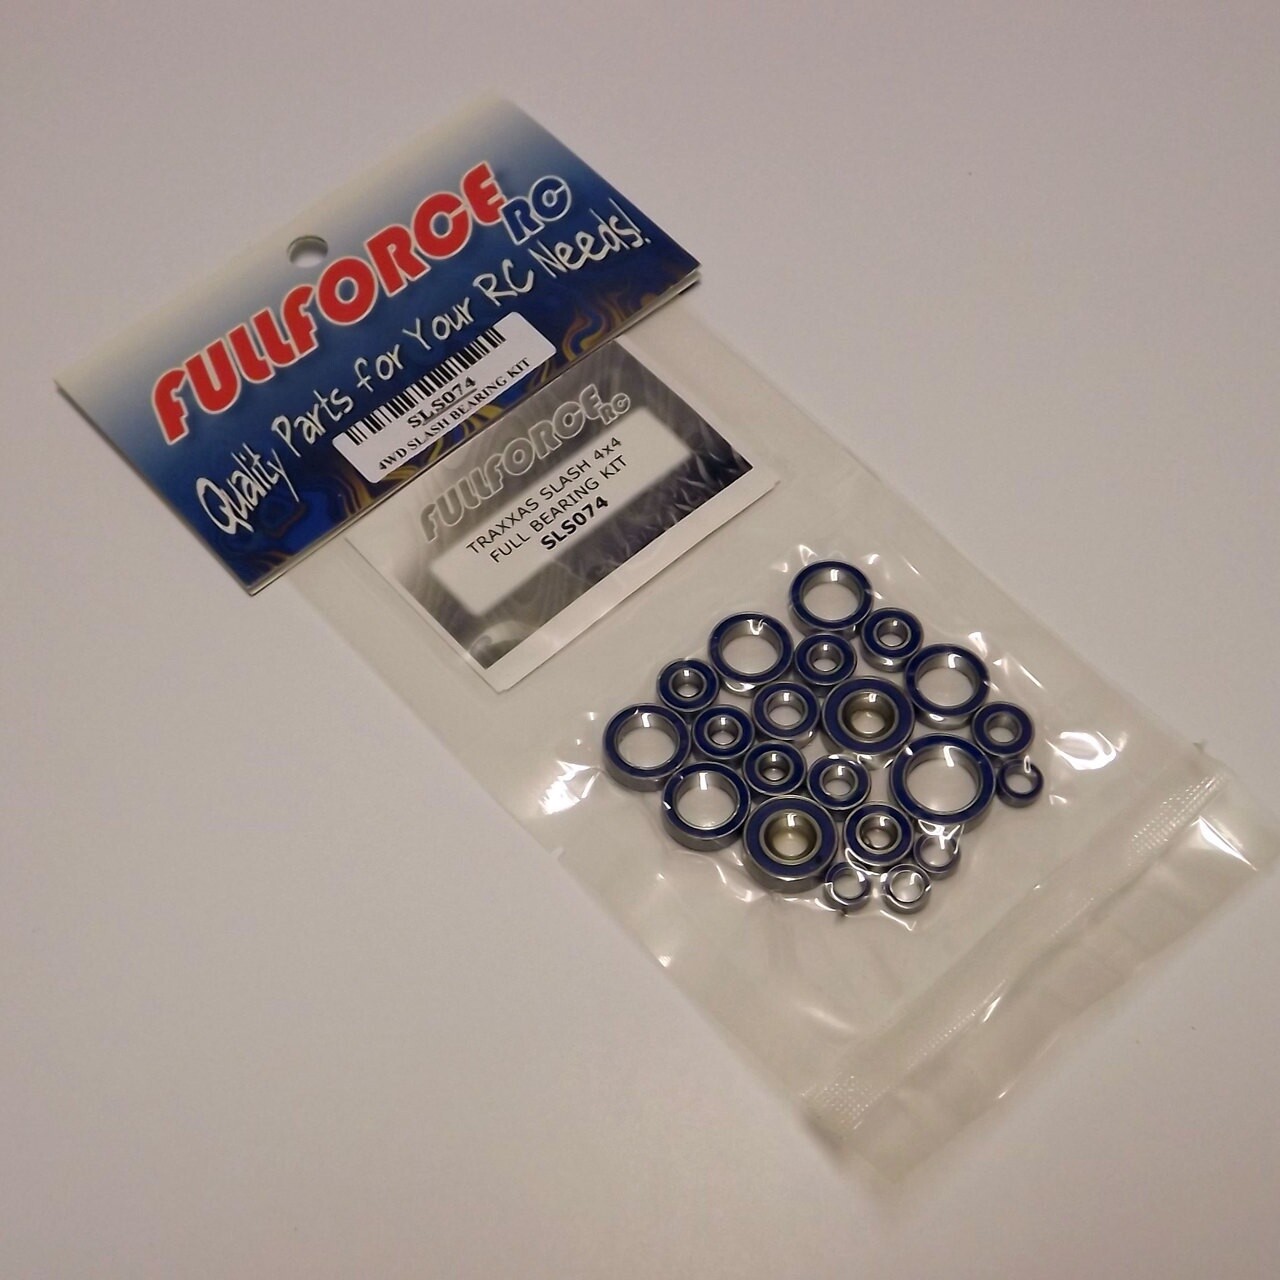 FULLFORCE RC
Quality Parts for Your RC Needs!
SLS074
4WD SLASH BEARING KIT
FULLFORCE RC
TRAXXAS SLASH 4x4
FULL BEARING KIT
SLS074